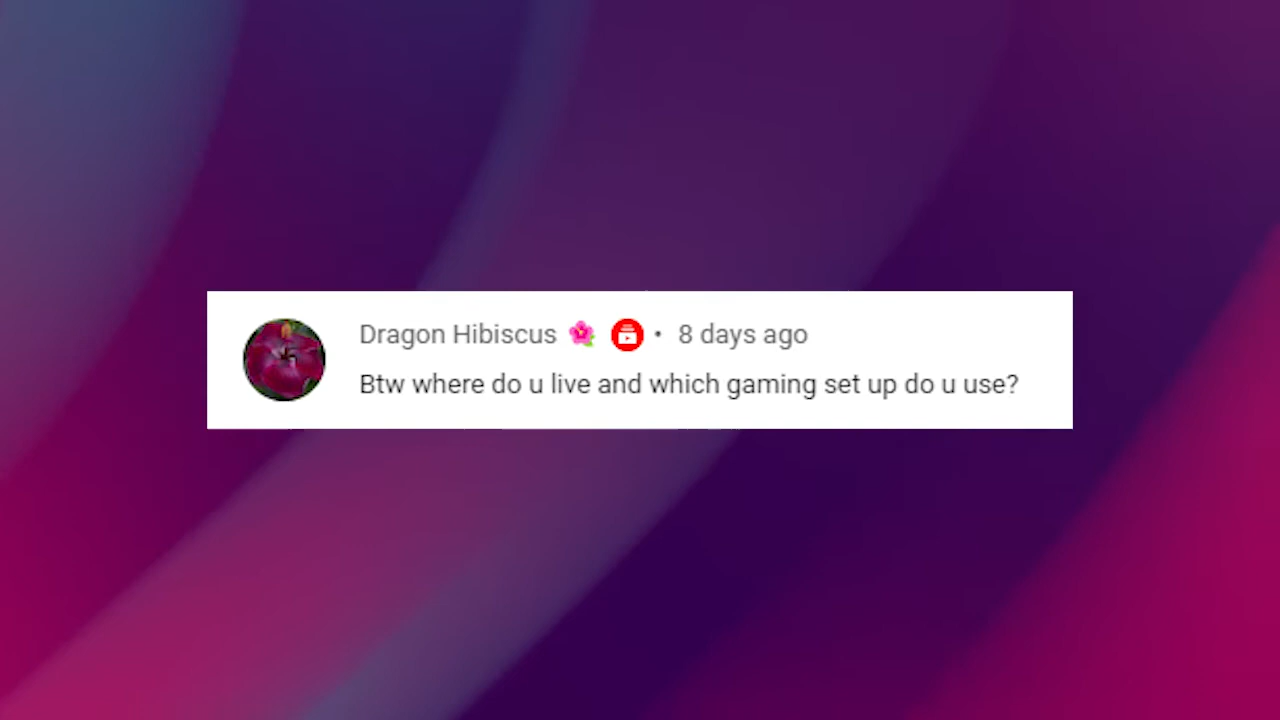 Dragon Hibiscus 🌺 • 8 days ago
Btw where do u live and which gaming set up do u use?